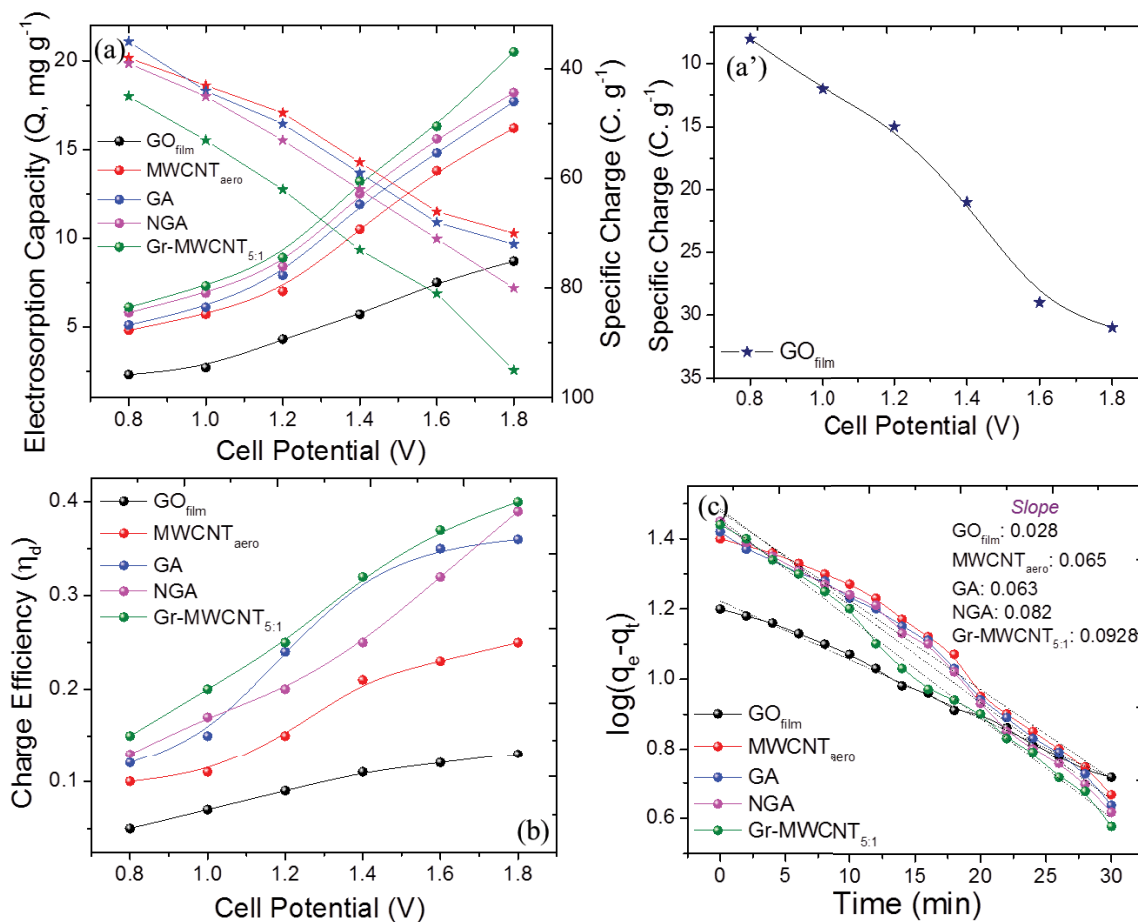 (a)
20
15
10
5
Electrosorption Capacity (Q, mg g-1)
GOfilm
MWCNTaero
GA
NGA
Gr-MWCNT5:1
40
60
80
100
Specific Charge (C. g-1)
0.8 1.0 1.2 1.4 1.6 1.8
Cell Potential (V)
(a’)
10
15
20
25
30
35
Specific Charge (C. g-1)
GOfilm
0.8 1.0 1.2 1.4 1.6 1.8
Cell Potential (V)
0.4
0.3
0.2
0.1
Charge Efficiency (ηd)
GOfilm
MWCNTaero
GA
NGA
Gr-MWCNT5:1
(b)
0.8 1.0 1.2 1.4 1.6 1.8
Cell Potential (V)
(c)
Slope
GOfilm: 0.028
MWCNTaero: 0.065
GA: 0.063
NGA: 0.082
Gr-MWCNT5:1: 0.0928
1.4
1.2
1.0
0.8
0.6
log(qe-qt)
GOfilm
MWCNTaero
GA
NGA
Gr-MWCNT5:1
0 5 10 15 20 25 30
Time (min)